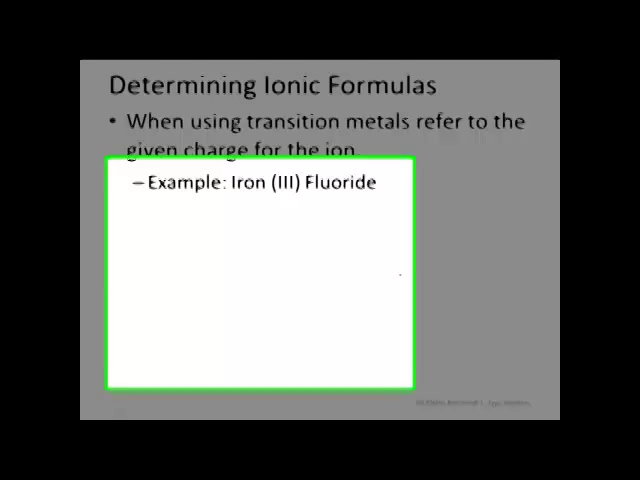 Determining Ionic Formulas
• When using transition metals refer to the
given charge for the ion
– Example: Iron (III) Fluoride